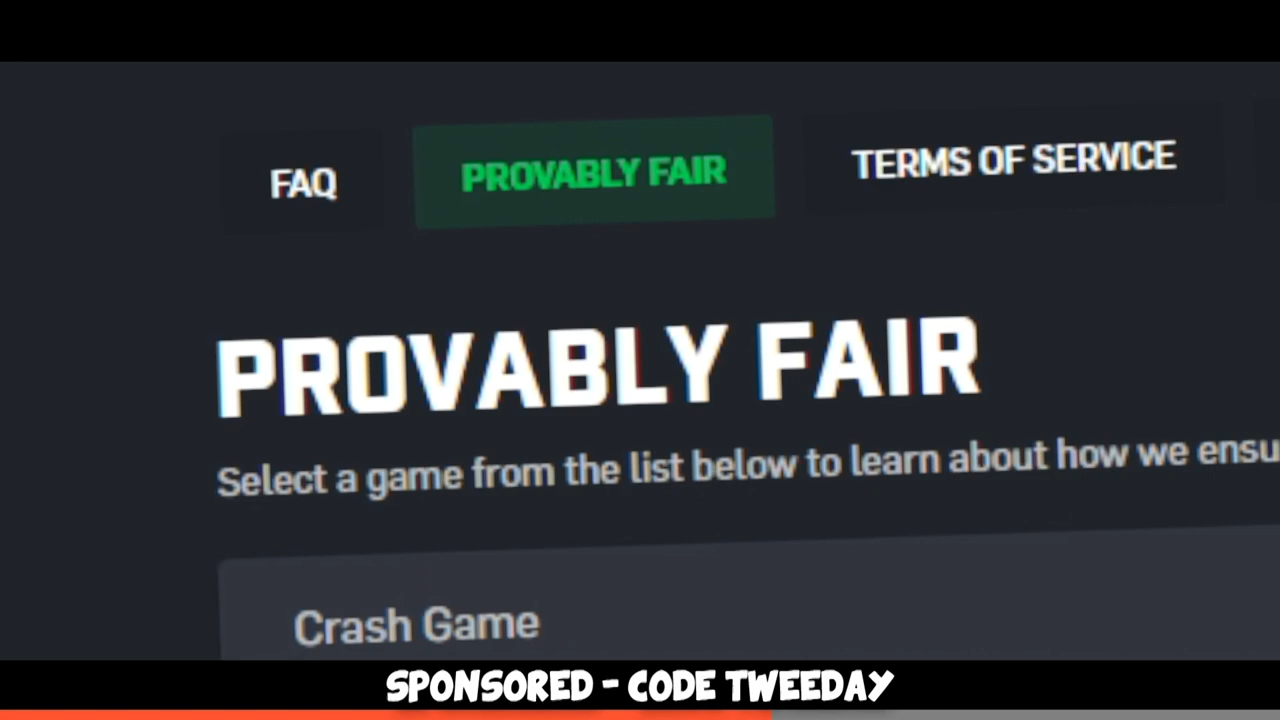 FAQ PROVABLY FAIR TERMS OF SERVICE
PROVABLY FAIR
Select a game from the list below to learn about how we
Crash Game
SPONSORED - CODE TWEEDAY